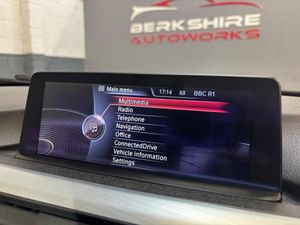 BERKSHIRE
AUTOWORKS
Main menu 17:14 BBC R1
Multimedia
Radio
Telephone
Navigation
Office
ConnectedDrive
Vehicle information
Settings